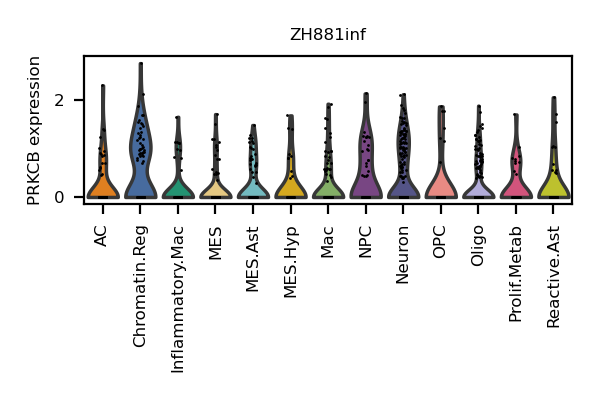 ZH881inf
PRKCB expression
2
0
AC
Chromatin.Reg
Inflammatory.Mac
MES
MES.Ast
MES.Hyp
Mac
NPC
Neuron
OPC
Oligo
Prolif.Metab
Reactive.Ast